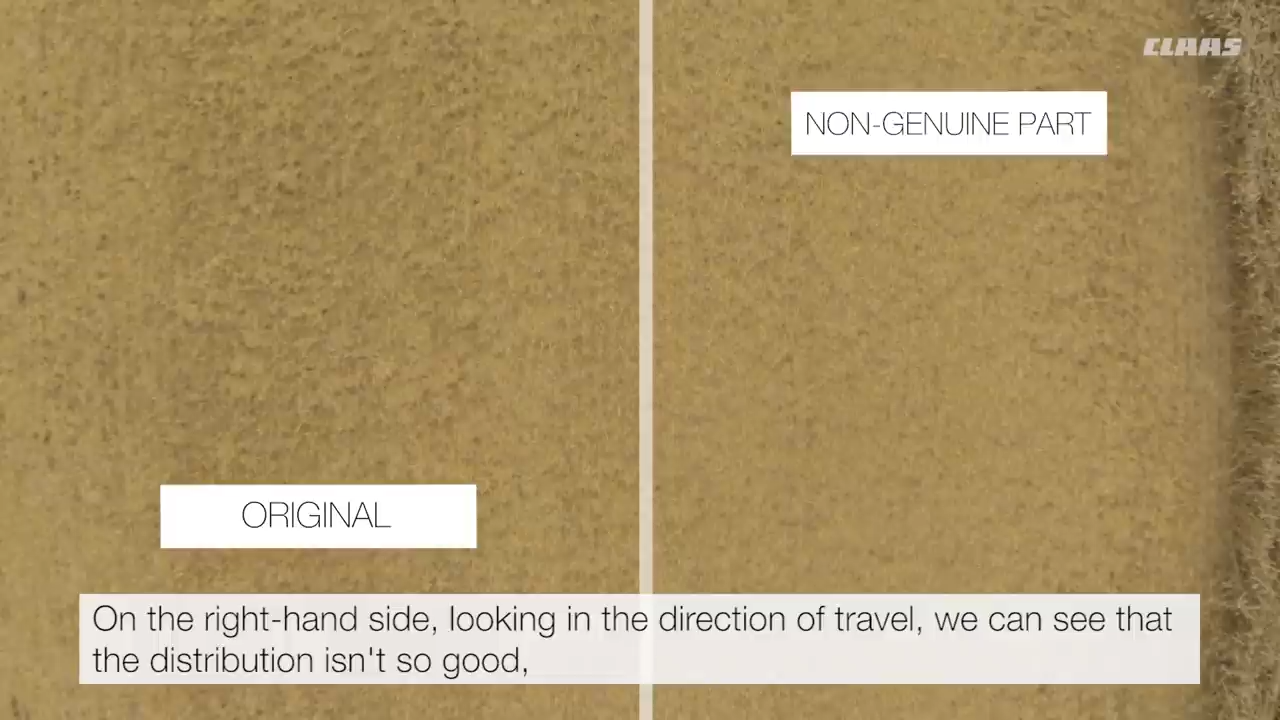 CLAAS
NON-GENUINE PART
ORIGINAL
On the right-hand side, looking in the direction of travel, we can see that
the distribution isn't so good,